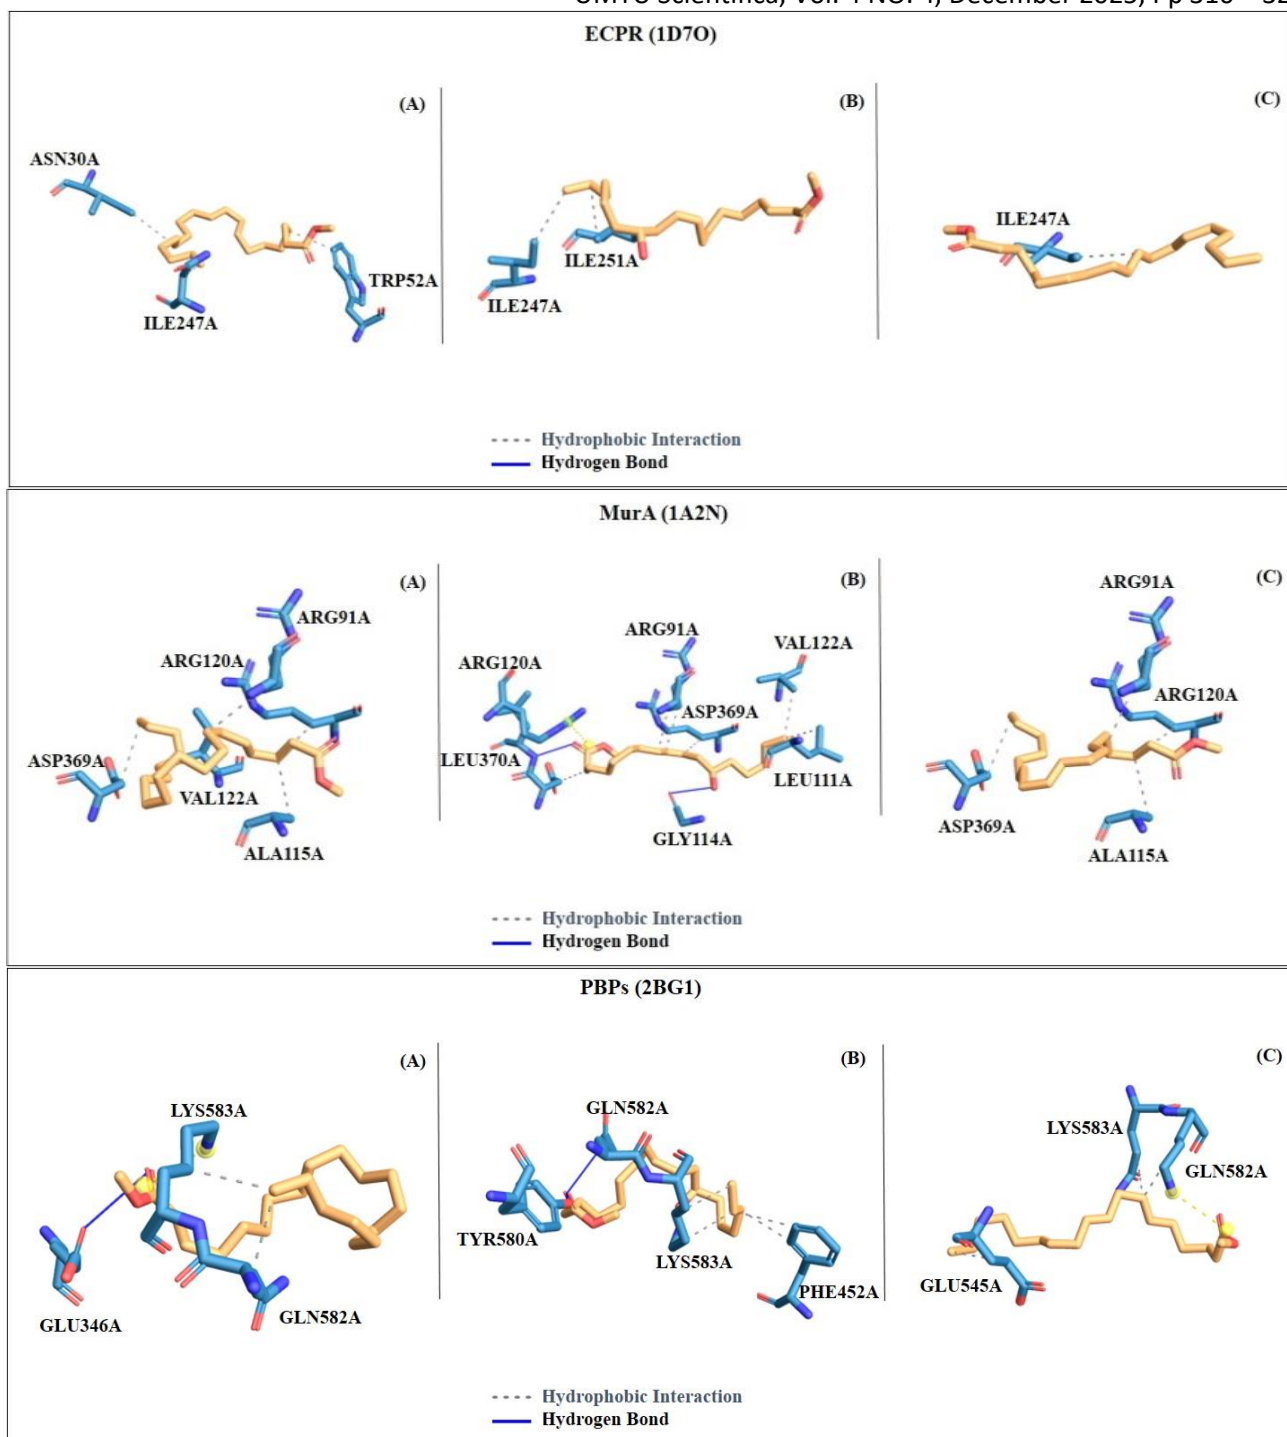 ECPR (1D7O)
(A)
(B)
(C)
ASN30A
ILE247A
TRP52A
ILE251A
ILE247A
ILE247A
Hydrophobic Interaction
Hydrogen Bond
MurA (1A2N)
(A)
(B)
(C)
ARG91A
ARG120A
ASP369A
VAL122A
ALA115A
ARG91A
VAL122A
ARG120A
ASP369A
LEU370A
LEU111A
GLY114A
ARG91A
ARG120A
ASP369A
ALA115A
Hydrophobic Interaction
Hydrogen Bond
PBPs (2BG1)
(A)
(B)
(C)
LYS583A
GLU346A
GLN582A
GLN582A
TYR580A
LYS583A
PHE452A
LYS583A
GLN582A
GLU545A
Hydrophobic Interaction
Hydrogen Bond